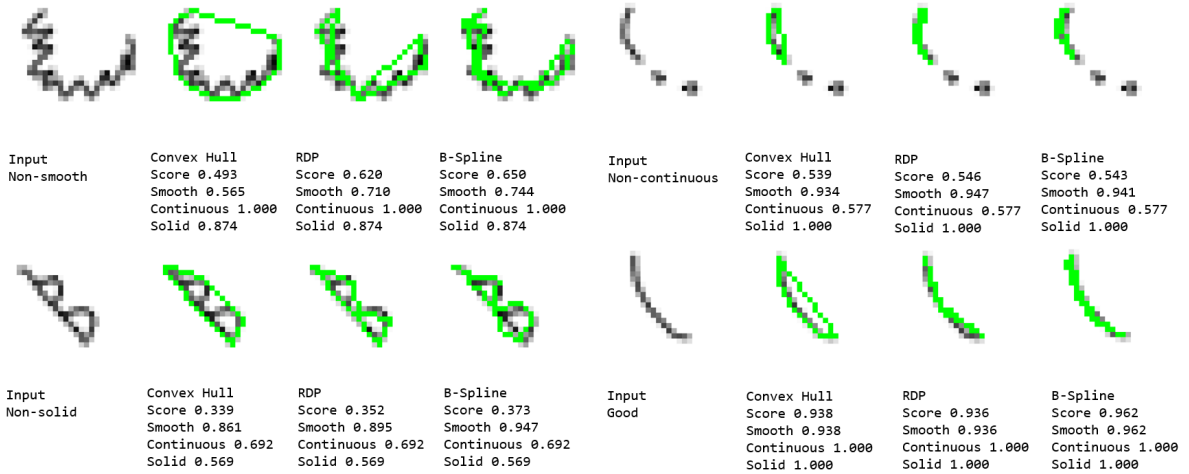 Input
Non-smooth
Convex Hull
Score 0.493
Smooth 0.565
Continuous 1.000
Solid 0.874
RDP
Score 0.620
Smooth 0.710
Continuous 1.000
Solid 0.874
B-Spline
Score 0.650
Smooth 0.744
Continuous 1.000
Solid 0.874
Input
Non-continuous
Convex Hull
Score 0.539
Smooth 0.934
Continuous 0.577
Solid 1.000
RDP
Score 0.546
Smooth 0.947
Continuous 0.577
Solid 1.000
B-Spline
Score 0.543
Smooth 0.941
Continuous 0.577
Solid 1.000
Input
Non-solid
Convex Hull
Score 0.339
Smooth 0.861
Continuous 0.692
Solid 0.569
RDP
Score 0.352
Smooth 0.895
Continuous 0.692
Solid 0.569
B-Spline
Score 0.373
Smooth 0.947
Continuous 0.692
Solid 0.569
Input
Good
Convex Hull
Score 0.938
Smooth 0.938
Continuous 1.000
Solid 1.000
RDP
Score 0.936
Smooth 0.936
Continuous 1.000
Solid 1.000
B-Spline
Score 0.962
Smooth 0.962
Continuous 1.000
Solid 1.000